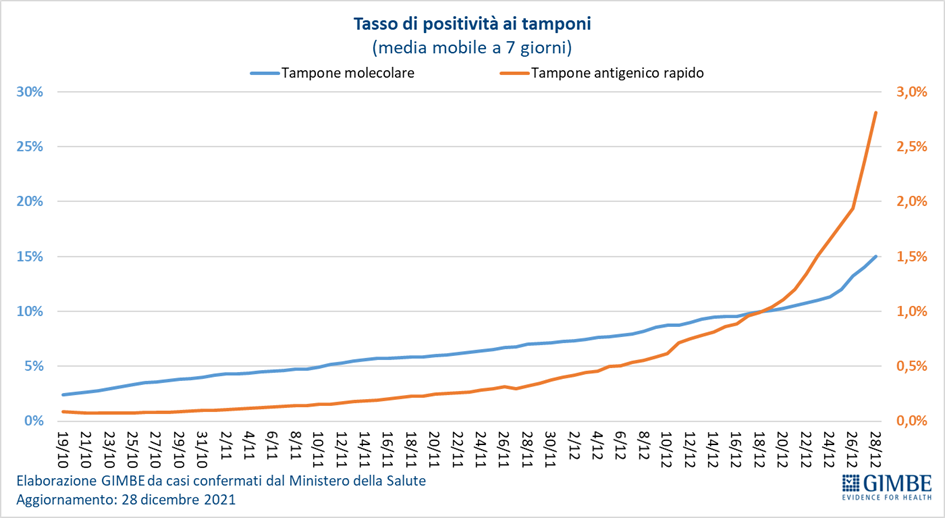 Tasso di positività ai tamponi
(media mobile a 7 giorni)
Tampone molecolare Tampone antigenico rapido
30% 3,0%
25% 2,5%
20% 2,0%
15% 1,5%
10% 1,0%
5% 0,5%
0% 0,0%
19/10 21/10 23/10 25/10 27/10 29/10 31/10 2/11 4/11 6/11 8/11 10/11 12/11 14/11 16/11 18/11 20/11 22/11 24/11 26/11 28/11 30/11 2/12 4/12 6/12 8/12 10/12 12/12 14/12 16/12 18/12 20/12 22/12 24/12 26/12 28/12
Elaborazione GIMBE da casi confermati dal Ministero della Salute
Aggiornamento: 28 dicembre 2021
GIMBE
EVIDENCE FOR HEALTH